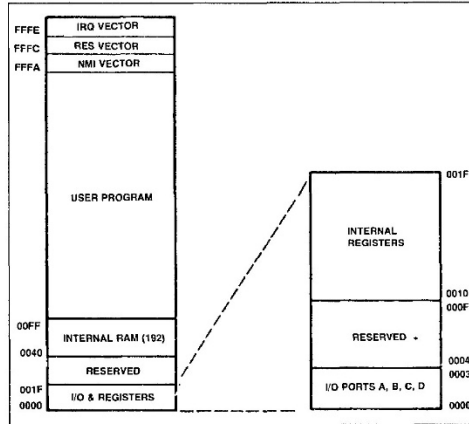 FFFE IRQ VECTOR
FFFC RES VECTOR
FFFA NMI VECTOR
USER PROGRAM
00FF
INTERNAL RAM (192)
0040
RESERVED
001F
I/O & REGISTERS
0000
001F
INTERNAL
REGISTERS
0010
000F
RESERVED
0004
0003
I/O PORTS A, B, C, D
0000